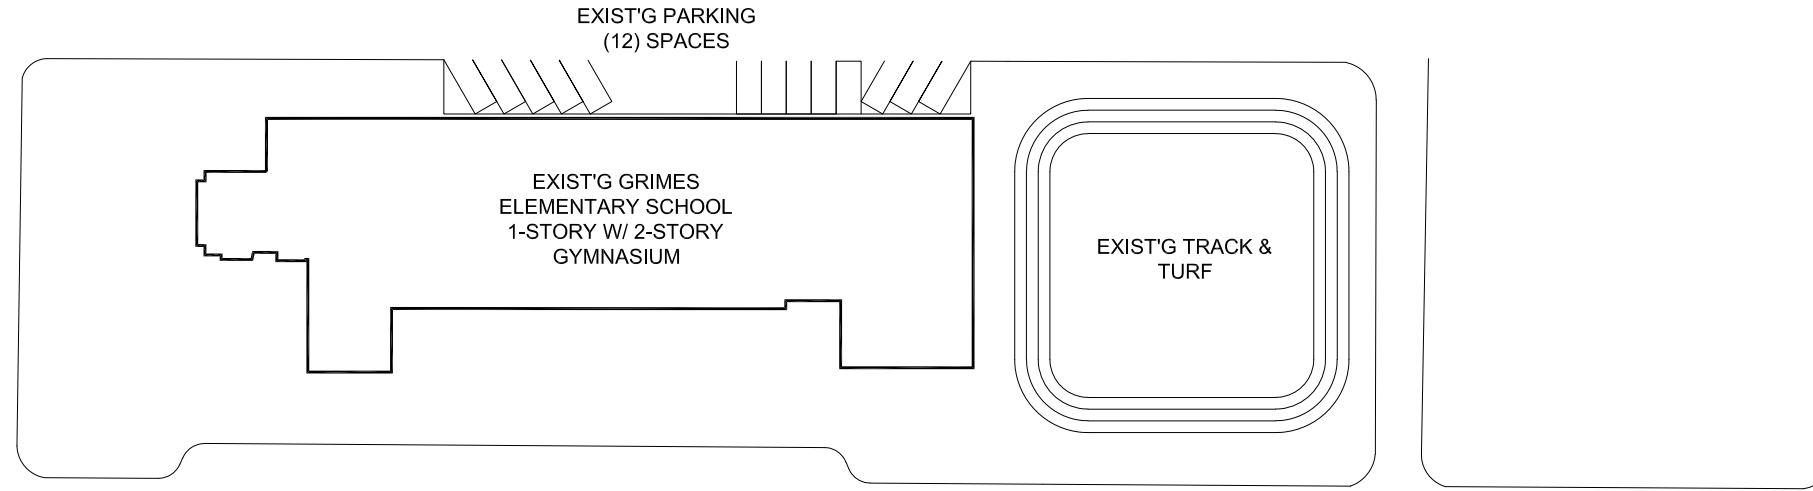 EXIST'G PARKING
(12) SPACES
EXIST'G GRIMES
ELEMENTARY SCHOOL
1-STORY W/ 2-STORY
GYMNASIUM
EXIST'G TRACK &
TURF